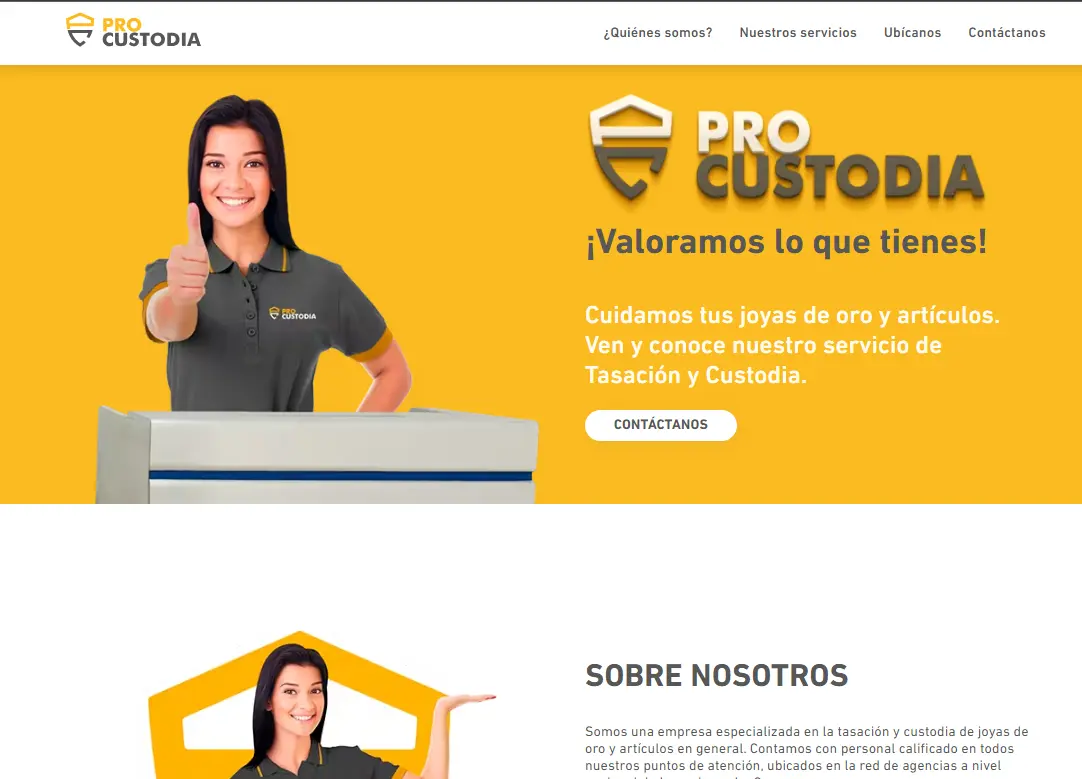 PRO
CUSTODIA
¿Quiénes somos? Nuestros servicios Ubícanos Contáctanos
PRO
CUSTODIA
¡Valoramos lo que tienes!
PRO
CUSTODIA
Cuidamos tus joyas de oro y artículos.
Ven y conoce nuestro servicio de
Tasación y Custodia.
CONTÁCTANOS
SOBRE NOSOTROS
Somos una empresa especializada en la tasación y custodia de joyas de
oro y artículos en general. Contamos con personal calificado en todos
nuestros puntos de atención, ubicados en la red de agencias a nivel